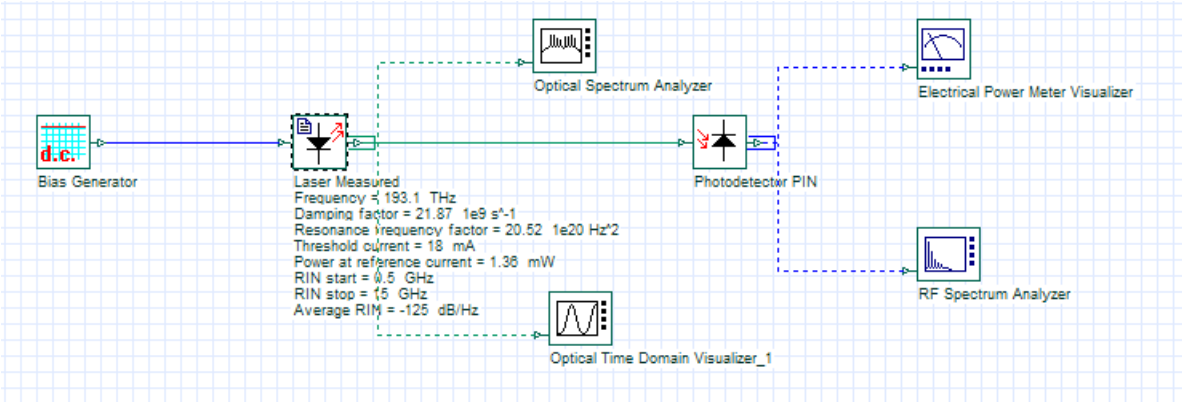 Optical Spectrum Analyzer
Electrical Power Meter Visualizer
d.c.
Bias Generator
Laser Measured
Frequency = 193.1 THz
Damping factor = 21.87 1e9 s^-1
Resonance frequency factor = 20.52 1e20 Hz^2
Threshold current = 18 mA
Power at reference current = 1.36 mW
RIN start = 0.5 GHz
RIN stop = 15 GHz
Average RIN = -125 dB/Hz
Photodetector PIN
RF Spectrum Analyzer
Optical Time Domain Visualizer_1